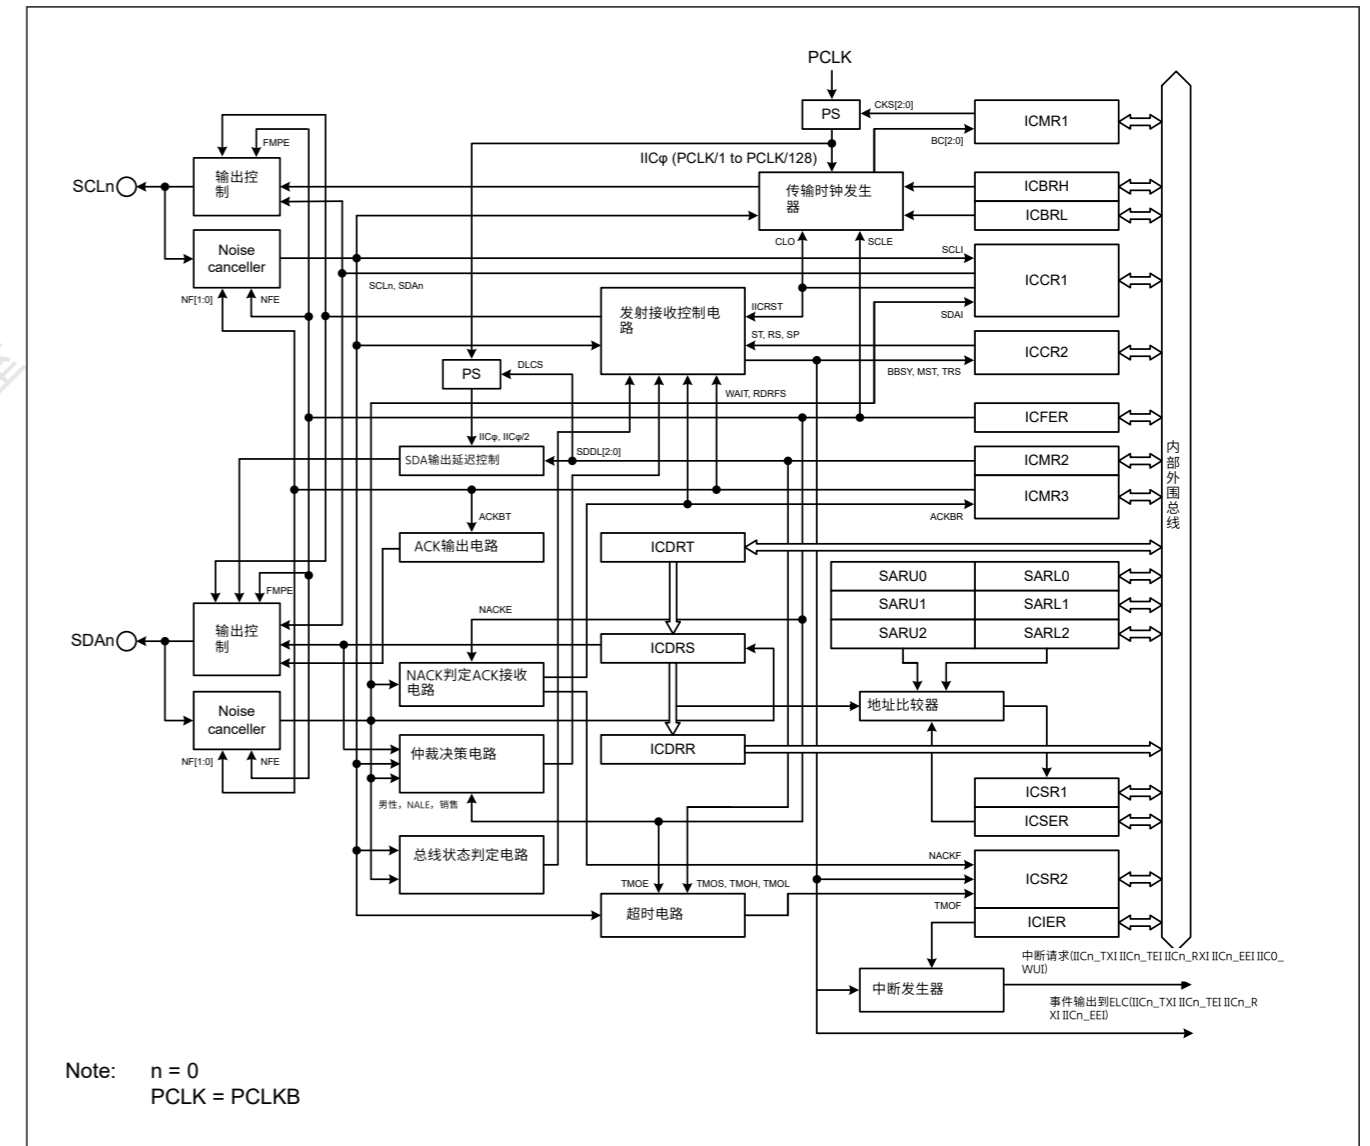 PCLK
PS
CKS[2:0]
ICMR1
BC[2:0]
FMPE
IICφ (PCLK/1 to PCLK/128)
SCLn
输出控
制
传输时钟发生
器
ICBRH
ICBRL
Noise
canceller
CLO
SCLE
SCLI
ICCR1
NF[1:0]
NFE
SCLn, SDAn
发射接收控制电
路
IICRST
SDAI
ST, RS, SP
ICCR2
PS
DLCS
BBSY, MST, TRS
WAIT, RDRFS
ICFER
IICφ, IICφ/2
SDA输出延迟控制
SDDL[2:0]
ICMR2
ICMR3
内部外围总线
ACKBT
ACKBR
ACK输出电路
ICDRT
SARU0
SARL0
FMPE
SARU1
SARL1
NACKE
SDAn
输出控
制
SARU2
SARL2
ICDRS
NACK判定ACK接收
电路
地址比较器
Noise
canceller
ICDRR
仲裁决策电路
NF[1:0]
NFE
ICSR1
男性，NALE，销售
ICSER
总线状态判定电路
NACKF
ICSR2
TMOE
TMOS, TMOH, TMOL
TMOF
超时电路
ICIER
中断请求(IICn_TXI IICn_TEI IICn_RXI IICn_EEI IIC0_
WUI)
中断发生器
事件输出到ELC(IICn_TXI IICn_TEI IICn_R
XI IICn_EEI)
Note: n = 0
PCLK = PCLKB